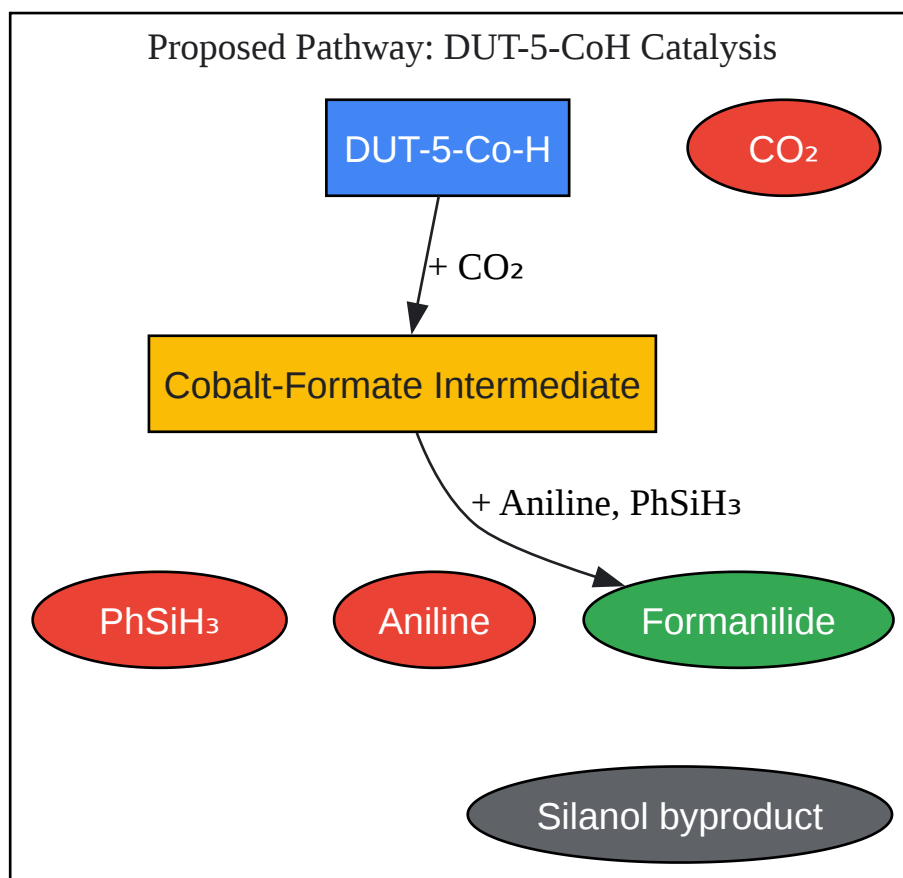 Proposed Pathway: DUT-5-CoH Catalysis
DUT-5-Co-H
CO₂
+ CO₂
Cobalt-Formate Intermediate
+ Aniline, PhSiH₃
PhSiH₃
Aniline
Formanilide
Silanol byproduct